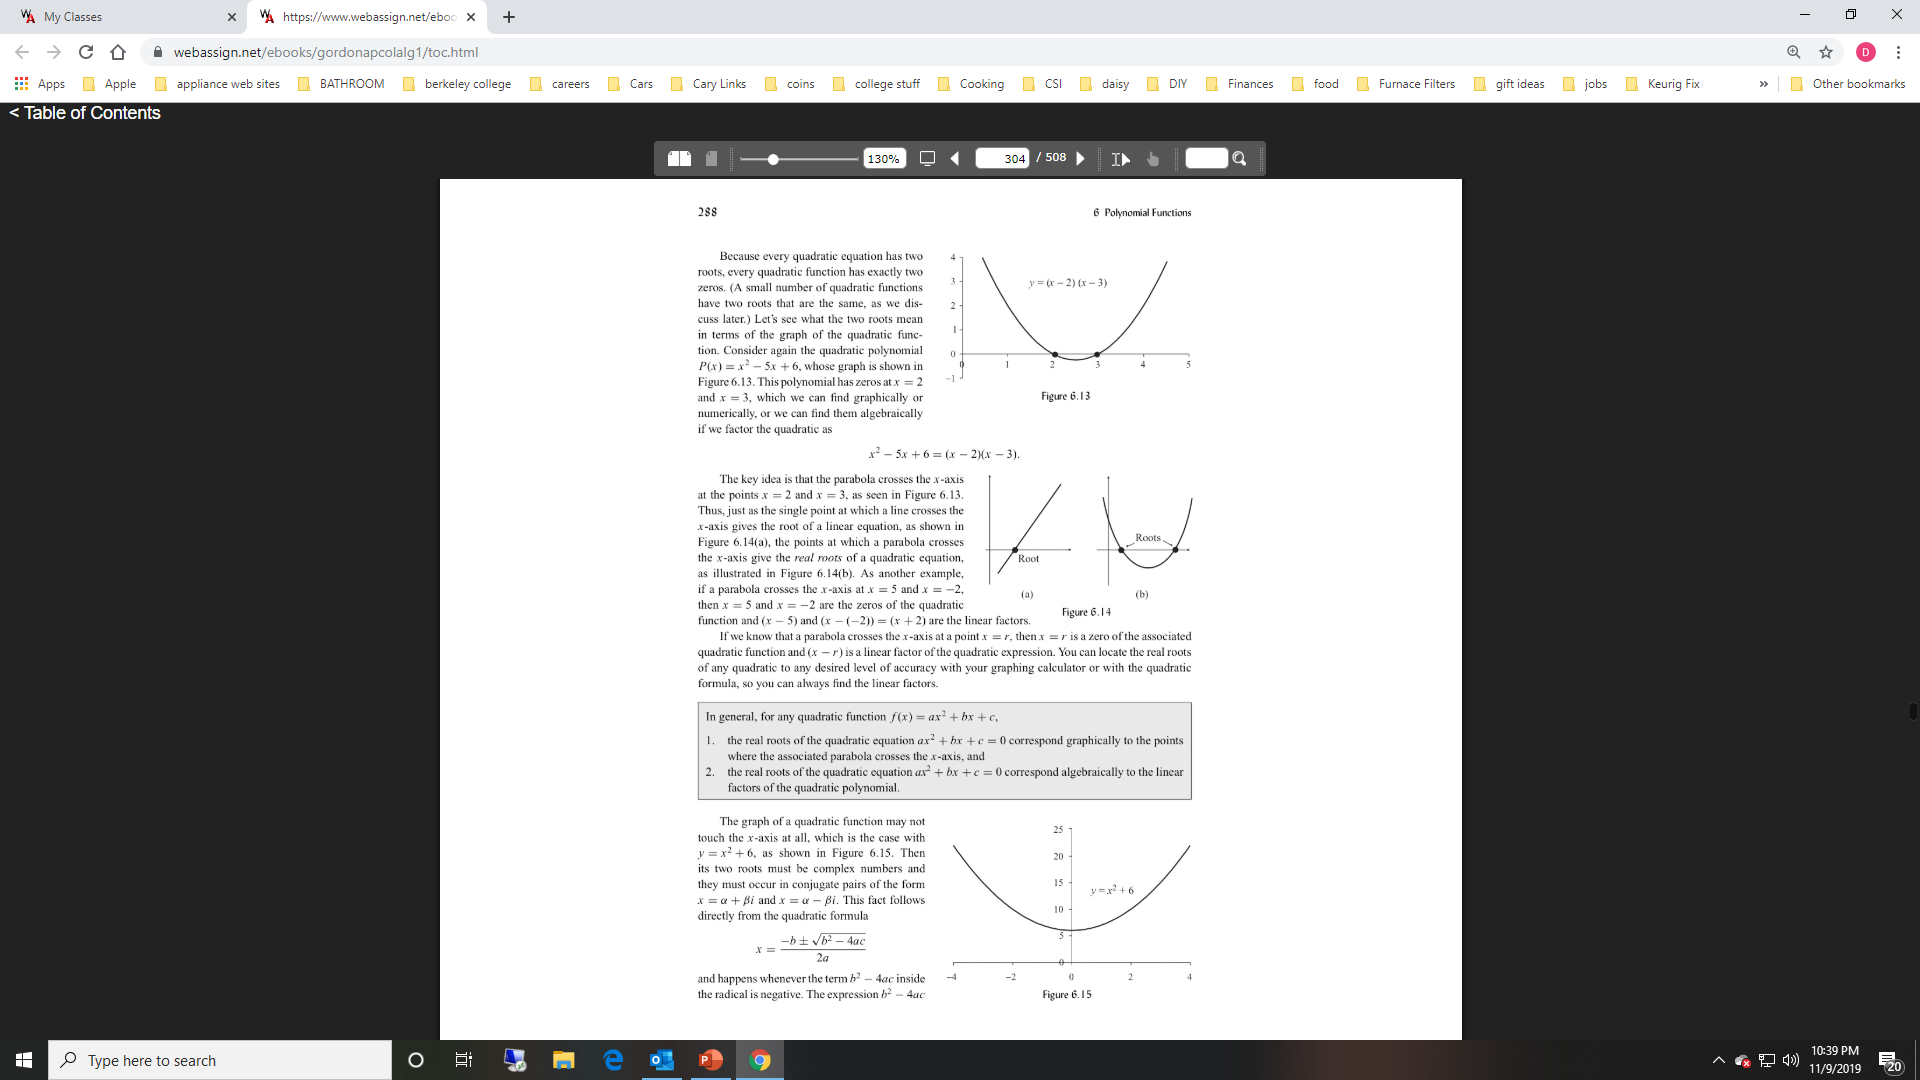 My Classes
https://www.webassign.net/eboo
webassign.net/ebooks/gordonapcolalg1/toc.html
D
Apps
Apple
appliance web sites
BATHROOM
berkeley college
careers
Cars
Cary Links
coins
college stuff
Cooking
CSI
daisy
DIY
Finances
food
Furnace Filters
gift ideas
jobs
Keurig Fix
»
Other bookmarks
< Table of Contents
130%
304 / 508
288
6 Polynomial Functions
Because every quadratic equation has two
roots, every quadratic function has exactly two
zeros. (A small number of quadratic functions
have two roots that are the same, as we dis-
cuss later.) Let's see what the two roots mean
in terms of the graph of the quadratic func-
tion. Consider again the quadratic polynomial
P(x) = x² − 5x + 6, whose graph is shown in
Figure 6.13. This polynomial has zeros at x = 2
and x = 3, which we can find graphically or
numerically, or we can find them algebraically
if we factor the quadratic as
4
3
2
1
0
−1
0 1 2 3 4 5
y = (x − 2) (x − 3)
Figure 6.13
x² − 5x + 6 = (x − 2)(x − 3).
The key idea is that the parabola crosses the x-axis
at the points x = 2 and x = 3, as seen in Figure 6.13.
Thus, just as the single point at which a line crosses the
x-axis gives the root of a linear equation, as shown in
Figure 6.14(a), the points at which a parabola crosses
the x-axis give the real roots of a quadratic equation,
as illustrated in Figure 6.14(b). As another example,
if a parabola crosses the x-axis at x = 5 and x = −2,
then x = 5 and x = −2 are the zeros of the quadratic
function and (x − 5) and (x − (−2)) = (x + 2) are the linear factors.
Root
(a)
Roots
(b)
Figure 6.14
If we know that a parabola crosses the x-axis at a point x = r, then x = r is a zero of the associated
quadratic function and (x − r) is a linear factor of the quadratic expression. You can locate the real roots
of any quadratic to any desired level of accuracy with your graphing calculator or with the quadratic
formula, so you can always find the linear factors.
In general, for any quadratic function f(x) = ax² + bx + c,
1. the real roots of the quadratic equation ax² + bx + c = 0 correspond graphically to the points
where the associated parabola crosses the x-axis, and
2. the real roots of the quadratic equation ax² + bx + c = 0 correspond algebraically to the linear
factors of the quadratic polynomial.
The graph of a quadratic function may not
touch the x-axis at all, which is the case with
y = x² + 6, as shown in Figure 6.15. Then
its two roots must be complex numbers and
they must occur in conjugate pairs of the form
x = α + βi and x = α − βi. This fact follows
directly from the quadratic formula
x = (−b ± √(b² − 4ac)) / 2a
and happens whenever the term b² − 4ac inside
the radical is negative. The expression b² − 4ac
25
20
15
10
5
0
−4 −2 0 2 4
y = x² + 6
Figure 6.15
Type here to search
10:39 PM
11/9/2019
20